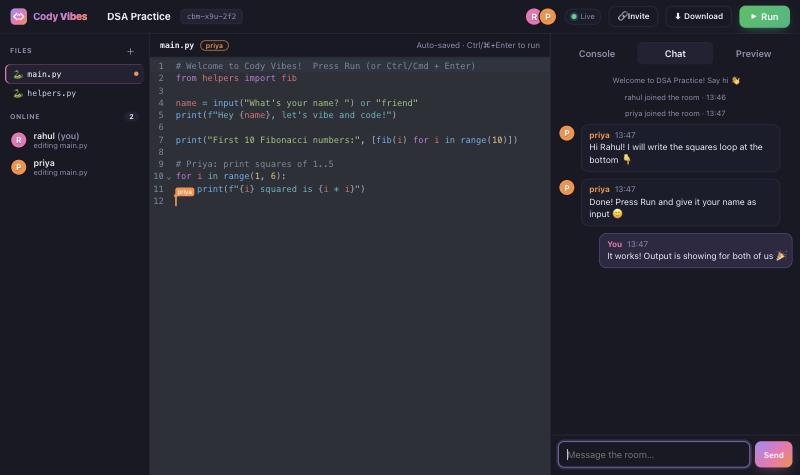 Cody Vibes
DSA Practice
cbm-x9u-2f2
R
P
Live
Invite
Download
Run
FILES
+
main.py
helpers.py
ONLINE
2
R
rahul (you)
editing main.py
P
priya
editing main.py
main.py
priya
Auto-saved · Ctrl/⌘+Enter to run
1 # Welcome to Cody Vibes!  Press Run (or Ctrl/Cmd + Enter)
2 from helpers import fib
3
4 name = input("What's your name? ") or "friend"
5 print(f"Hey {name}, let's vibe and code!")
6
7 print("First 10 Fibonacci numbers:", [fib(i) for i in range(10)])
8
9 # Priya: print squares of 1..5
10 for i in range(1, 6):
11 print(f"{i} squared is {i * i}")
priya
12
Console
Chat
Preview
Welcome to DSA Practice! Say hi 👋
rahul joined the room · 13:46
priya joined the room · 13:47
P
priya 13:47
Hi Rahul! I will write the squares loop at the
bottom 👇
P
priya 13:47
Done! Press Run and give it your name as
input 😄
You 13:47
It works! Output is showing for both of us 🎉
Message the room...
Send